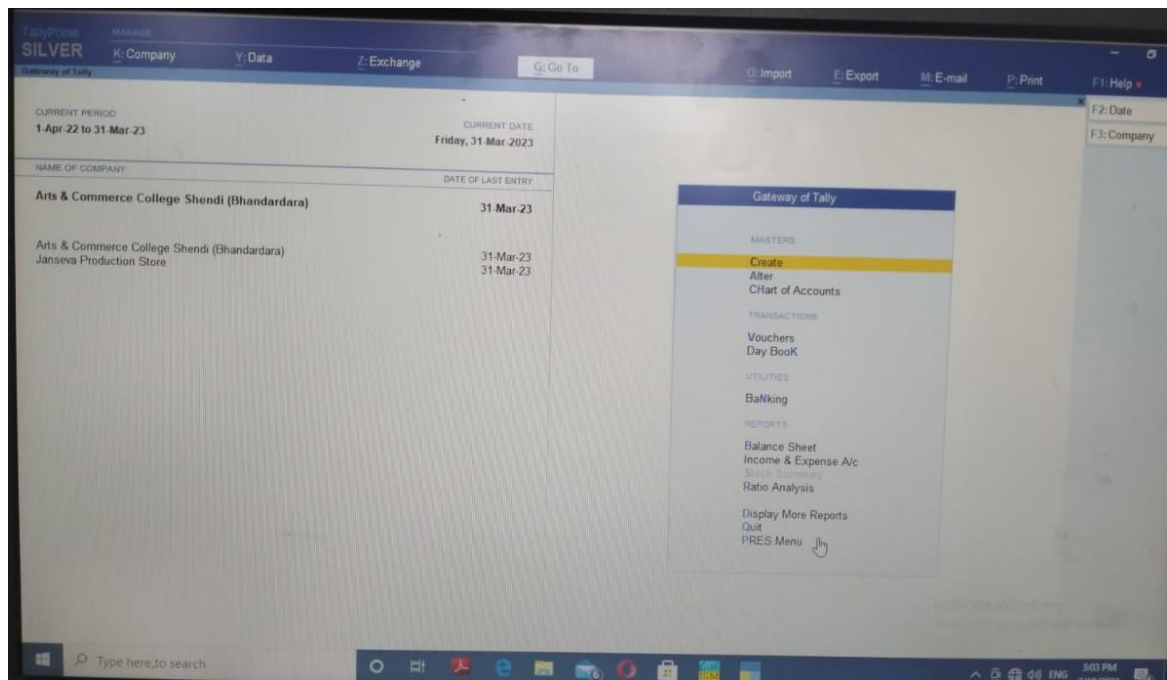 TallyPrime
SILVER
MANAGE
K: Company
Y: Data
Z: Exchange
G: Go To
O: Import
E: Export
M: E-mail
P: Print
F1: Help
Gateway of Tally
F2: Date
F3: Company
CURRENT PERIOD
1-Apr-22 to 31-Mar-23
CURRENT DATE
Friday, 31-Mar-2023
NAME OF COMPANY
DATE OF LAST ENTRY
Arts & Commerce College Shendi (Bhandardara)
31-Mar-23
Arts & Commerce College Shendi (Bhandardara)
31-Mar-23
Janseva Production Store
31-Mar-23
Gateway of Tally
MASTERS
Create
Alter
CHart of Accounts
TRANSACTIONS
Vouchers
Day BooK
UTILITIES
BaNking
REPORTS
Balance Sheet
Income & Expense A/c
Stock Summary
Ratio Analysis
Display More Reports
Quit
PRES Menu
Activate Windows
Type here to search
ENG
3:03 PM